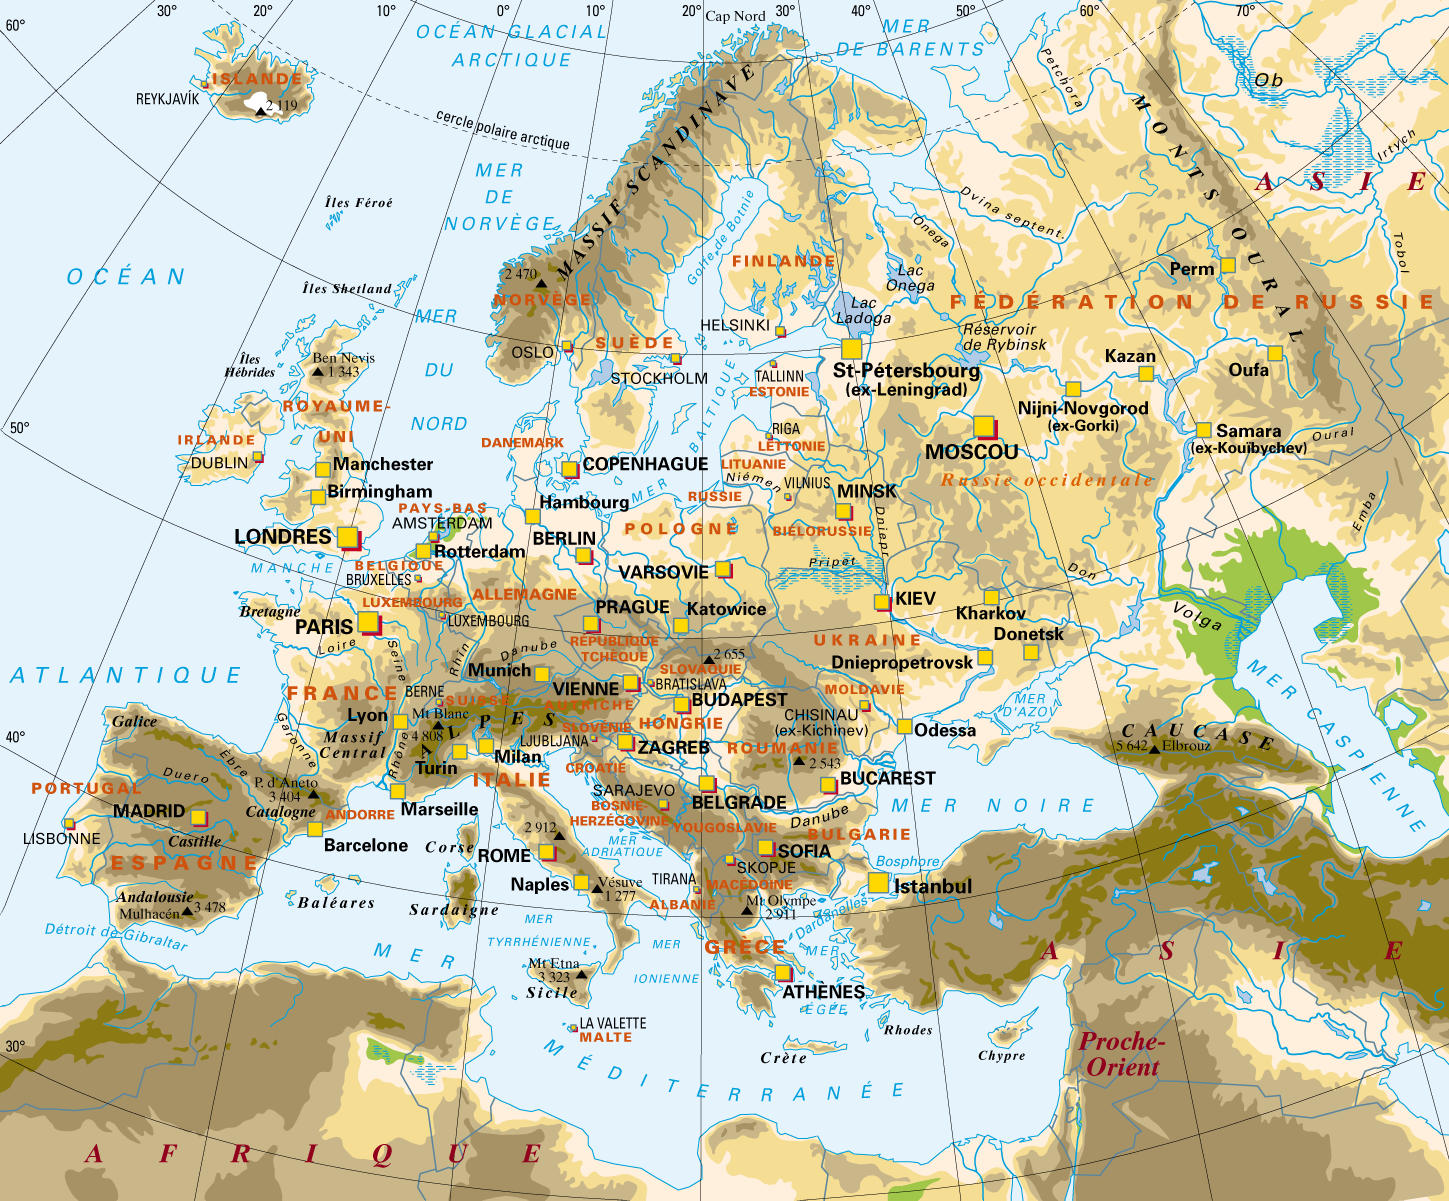 60°
30°
20°
10°
0°
10°
20°
Cap Nord
30°
40°
50°
60°
70°
OCÉAN GLACIAL
ARCTIQUE
MER
DE BARENTS
ISLANDE
REYKJAVÍK
2 119
cercle polaire arctique
Petchora
Ob
Irtych
MONTS OURAL
ASIE
MASSIF SCANDINAVE
MER
DE
NORVÈGE
Îles Féroé
Golfe de Botnie
Dvina septent.
Onega
Tobol
OCÉAN
Îles Shetland
2 470
NORVÈGE
FINLANDE
Lac
Onega
Lac
Ladoga
Perm
FÉDÉRATION DE RUSSIE
MER
DU
NORD
HELSINKI
Réservoir
de Rybinsk
OSLO
SUÈDE
STOCKHOLM
TALLINN
ESTONIE
St-Pétersbourg
(ex-Leningrad)
Kazan
Oufa
Îles
Hébrides
Ben Nevis
1 343
Nijni-Novgorod
(ex-Gorki)
50°
ROYAUME-
UNI
IRLANDE
DUBLIN
Manchester
Birmingham
DANEMARK
COPENHAGUE
MER BALTIQUE
RIGA
LETTONIE
LITUANIE
Niémen
VILNIUS
MOSCOU
Samara
(ex-Kouïbychev)
Oural
Russie occidentale
Emba
LONDRES
PAYS-BAS
AMSTERDAM
Rotterdam
Hambourg
BERLIN
RUSSIE
POLOGNE
MINSK
BIÉLORUSSIE
Dniepr
MANCHE
BELGIQUE
BRUXELLES
VARSOVIE
Pripet
Don
Bretagne
LUXEMBOURG
LUXEMBOURG
ALLEMAGNE
PRAGUE
Katowice
KIEV
Kharkov
Volga
PARIS
Loire
Seine
Rhin
Danube
RÉPUBLIQUE
TCHÈQUE
UKRAINE
Donetsk
Dniepropetrovsk
2 655
SLOVAQUIE
BRATISLAVA
ATLANTIQUE
Munich
VIENNE
FRANCE
BERNE
SUISSE
AUTRICHE
BUDAPEST
MOLDAVIE
MER
D'AZOV
MER CASPIENNE
Galice
Lyon
Mt Blanc
4 808
ALPES
SLOVÉNIE
HONGRIE
CHISINAU
(ex-Kichinev)
Odessa
CAUCASE
5 642
Elbrouz
40°
Garonne
Massif
Central
LJUBLJANA
ZAGREB
ROUMANIE
2 543
Duero
Èbre
Rhône
Turin
Milan
ITALIE
CROATIE
BUCAREST
PORTUGAL
P. d'Aneto
3 404
Catalogne
ANDORRE
Marseille
SARAJEVO
BOSNIE
HERZÉGOVINE
BELGRADE
Danube
MER NOIRE
MADRID
LISBONNE
Castille
Barcelone
Corse
2 912
MER
ADRIATIQUE
YOUGOSLAVIE
BULGARIE
SOFIA
ESPAGNE
ROME
SKOPJE
Bosphore
Istanbul
Andalousie
Mulhacén
3 478
Baléares
Sardaigne
Naples
Vésuve
1 277
TIRANA
MACÉDOINE
ALBANIE
Mt Olympe
2 911
Dardanelles
Détroit de Gibraltar
MER
TYRRHÉNIENNE
MER
IONIENNE
GRÈCE
MER
ÉGÉE
ASIE
Mt Etna
3 323
Sicile
ATHÈNES
LA VALETTE
MALTE
Rhodes
30°
Crète
Chypre
Proche-
Orient
MER MÉDITERRANÉE
AFRIQUE